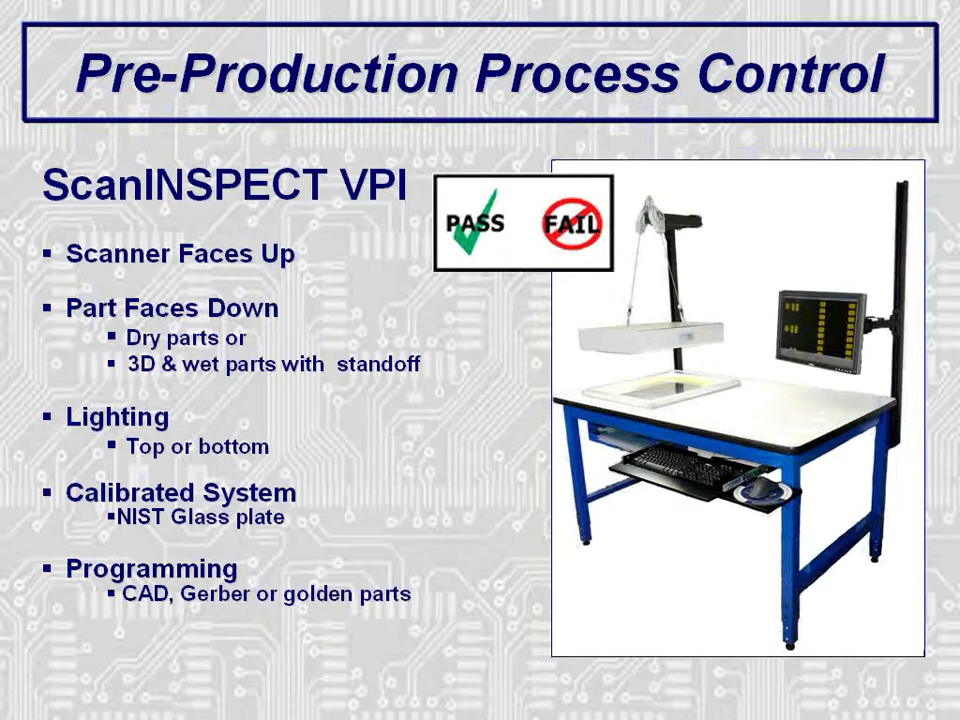 Pre-Production Process Control
ScanINSPECT VPI
PASS FAIL
▪ Scanner Faces Up
▪ Part Faces Down
▪ Dry parts or
▪ 3D & wet parts with standoff
▪ Lighting
▪ Top or bottom
▪ Calibrated System
▪NIST Glass plate
▪ Programming
▪ CAD, Gerber or golden parts